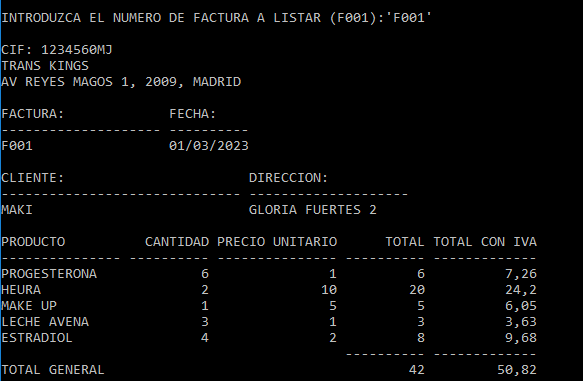 INTRODUZCA EL NUMERO DE FACTURA A LISTAR (F001):'F001'
CIF: 1234560MJ
TRANS KINGS
AV REYES MAGOS 1, 2009, MADRID
FACTURA:             FECHA:
-------------------- ----------
F001                 01/03/2023
CLIENTE:                       DIRECCION:
------------------------------ --------------------
MAKI                           GLORIA FUERTES 2
PRODUCTO          CANTIDAD PRECIO UNITARIO      TOTAL TOTAL CON IVA
--------------- ---------- --------------- ---------- -------------
PROGESTERONA             6               1          6          7,26
HEURA                    2              10         20          24,2
MAKE UP                  1               5          5          6,05
LECHE AVENA              3               1          3          3,63
ESTRADIOL                4               2          8          9,68
                                           ---------- -------------
TOTAL GENERAL                                      42         50,82